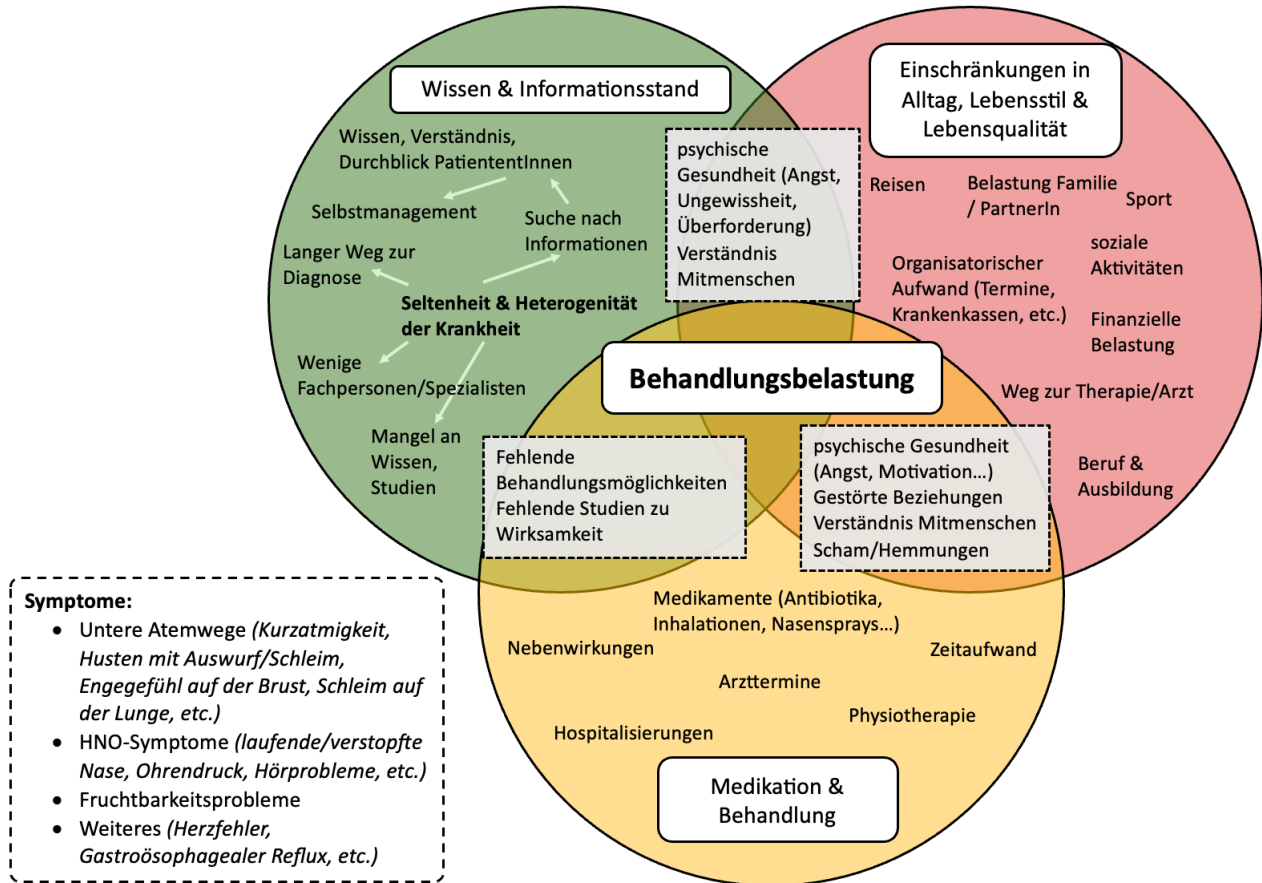 Wissen & Informationsstand
Wissen, Verständnis,
Durchblick PatiententInnen
Selbstmanagement
Suche nach
Informationen
Langer Weg zur
Diagnose
Seltenheit & Heterogenität
der Krankheit
Wenige
Fachpersonen/Spezialisten
Mangel an
Wissen,
Studien
psychische
Gesundheit (Angst,
Ungewissheit,
Überforderung)
Verständnis
Mitmenschen
Einschränkungen in
Alltag, Lebensstil &
Lebensqualität
Reisen
Belastung Familie
/ PartnerIn
Sport
soziale
Aktivitäten
Organisatorischer
Aufwand (Termine,
Krankenkassen, etc.)
Finanzielle
Belastung
Weg zur Therapie/Arzt
Beruf &
Ausbildung
Behandlungsbelastung
Fehlende
Behandlungsmöglichkeiten
Fehlende Studien zu
Wirksamkeit
psychische Gesundheit
(Angst, Motivation…)
Gestörte Beziehungen
Verständnis Mitmenschen
Scham/Hemmungen
Medikamente (Antibiotika,
Inhalationen, Nasensprays…)
Nebenwirkungen
Zeitaufwand
Arzttermine
Physiotherapie
Hospitalisierungen
Medikation &
Behandlung
Symptome:
• Untere Atemwege (Kurzatmigkeit,
Husten mit Auswurf/Schleim,
Engegefühl auf der Brust, Schleim auf
der Lunge, etc.)
• HNO-Symptome (laufende/verstopfte
Nase, Ohrendruck, Hörprobleme, etc.)
• Fruchtbarkeitsprobleme
• Weiteres (Herzfehler,
Gastroösophagealer Reflux, etc.)